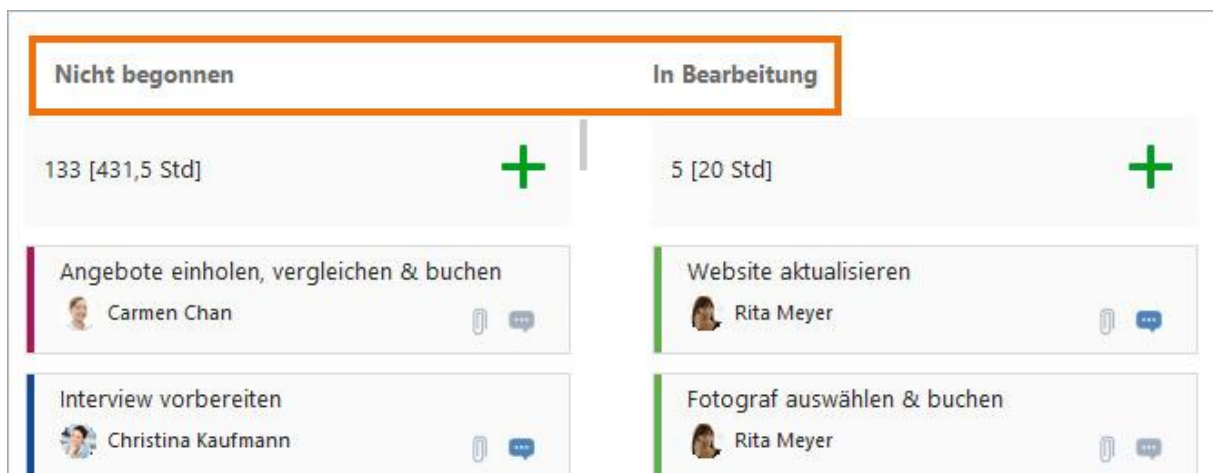 Nicht begonnen
In Bearbeitung
133 [431,5 Std]
5 [20 Std]
Angebote einholen, vergleichen & buchen
Carmen Chan
Website aktualisieren
Rita Meyer
Interview vorbereiten
Christina Kaufmann
Fotograf auswählen & buchen
Rita Meyer